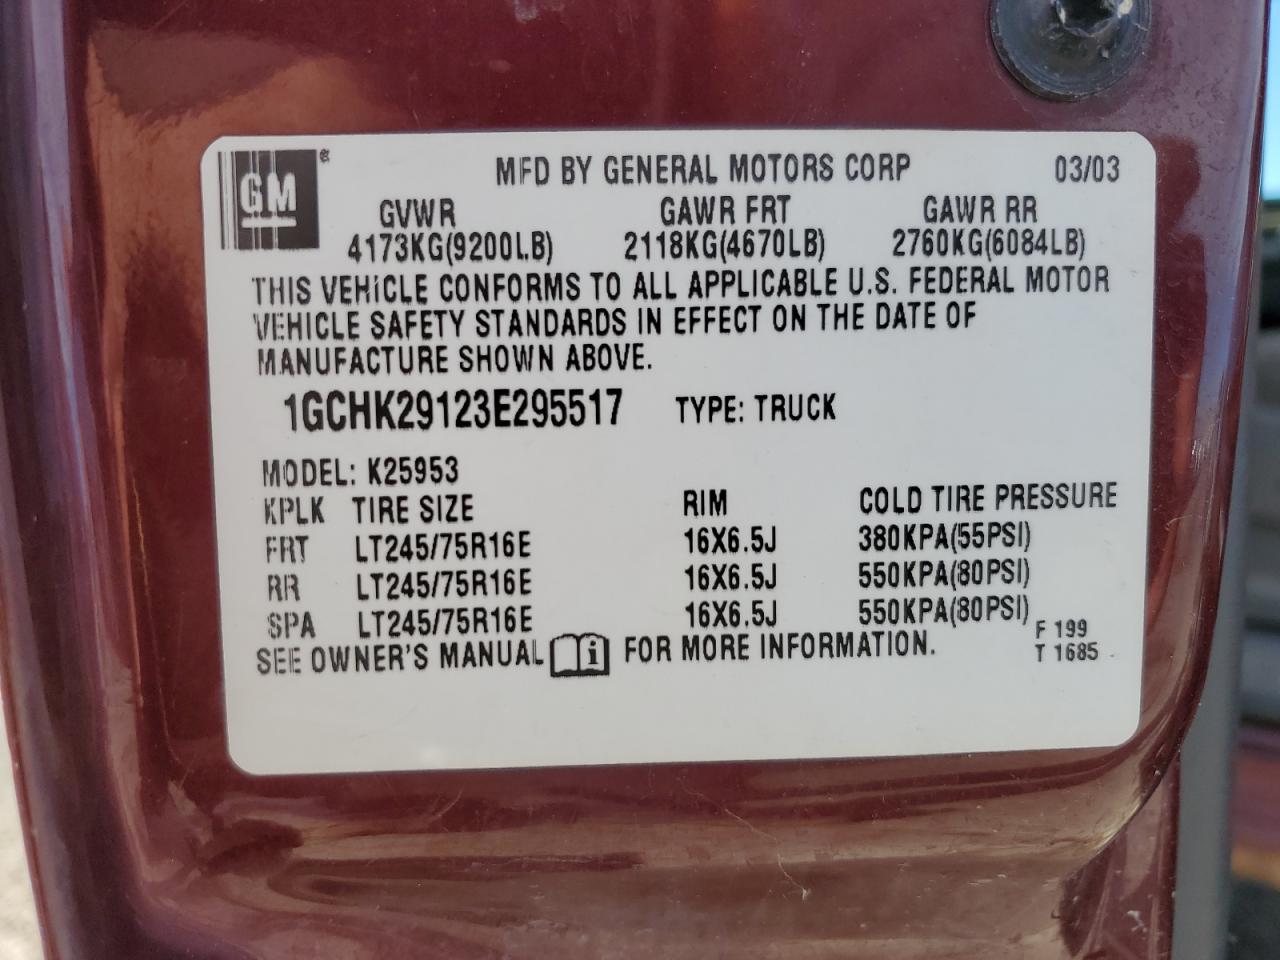 GM ®
MFD BY GENERAL MOTORS CORP 03/03
GVWR GAWR FRT GAWR RR
4173KG(9200LB) 2118KG(4670LB) 2760KG(6084LB)
THIS VEHICLE CONFORMS TO ALL APPLICABLE U.S. FEDERAL MOTOR
VEHICLE SAFETY STANDARDS IN EFFECT ON THE DATE OF
MANUFACTURE SHOWN ABOVE.
1GCHK29123E295517 TYPE: TRUCK
MODEL: K25953
KPLK TIRE SIZE RIM COLD TIRE PRESSURE
FRT LT245/75R16E 16X6.5J 380KPA(55PSI)
RR LT245/75R16E 16X6.5J 550KPA(80PSI)
SPA LT245/75R16E 16X6.5J 550KPA(80PSI)
SEE OWNER'S MANUAL i FOR MORE INFORMATION.
F 199
T 1685